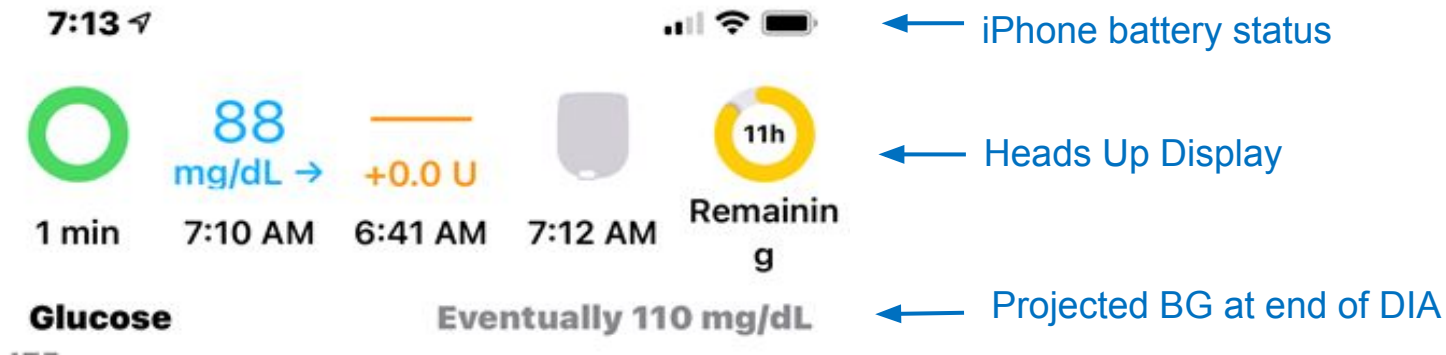 7:13
iPhone battery status
88
mg/dL →
+0.0 U
11h
Heads Up Display
1 min
7:10 AM
6:41 AM
7:12 AM
Remainin
g
Glucose
Eventually 110 mg/dL
Projected BG at end of DIA